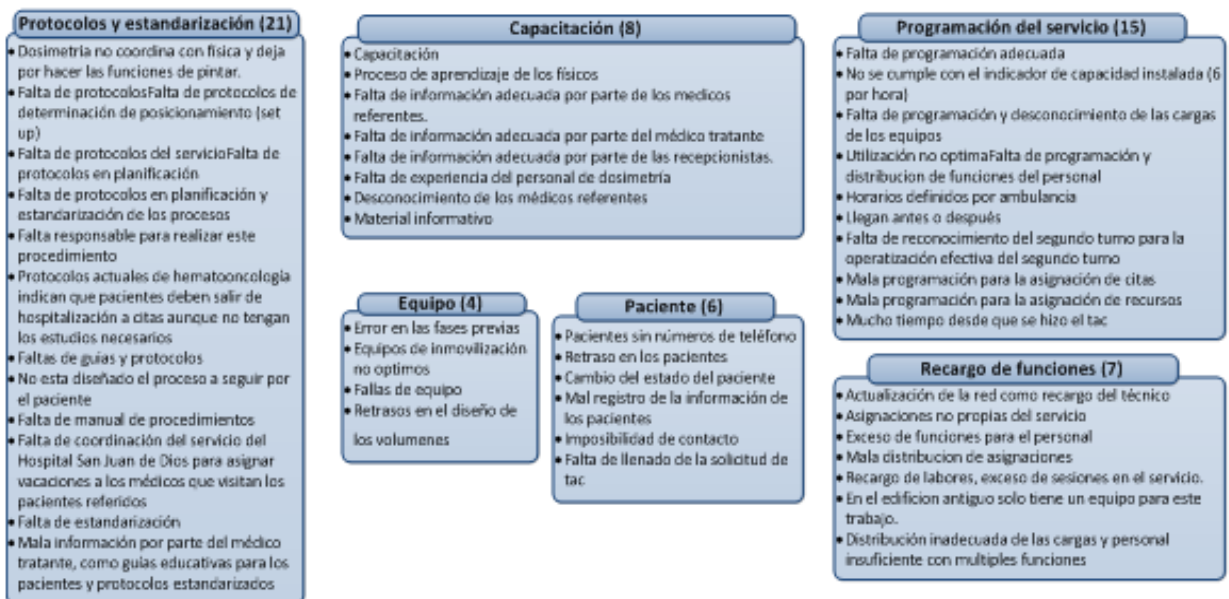 Protocolos y estandarización (21)
• Dosimetria no coordina con física y deja
por hacer las funciones de pintar.
• Falta de protocolosFalta de protocolos de
determinación de posicionamiento (set
up)
• Falta de protocolos del servicioFalta de
protocolos en planificación
• Falta de protocolos en planificación y
estandarización de los procesos
• Falta responsable para realizar este
procedimiento
• Protocolos actuales de hematooncología
indican que pacientes deben salir de
hospitalización a citas aunque no tengan
los estudios necesarios
• Faltas de guias y protocolos
• No esta diseñado el proceso a seguir por
el paciente
• Falta de manual de procedimientos
• Falta de coordinación del servicio del
Hospital San Juan de Dios para asignar
vacaciones a los médicos que visitan los
pacientes referidos
• Falta de estandarización
• Mala información por parte del médico
tratante, como guías educativas para los
pacientes y protocolos estandarizados
Capacitación (8)
• Capacitación
• Proceso de aprendizaje de los físicos
• Falta de información adecuada por parte de los medicos
referentes.
• Falta de información adecuada por parte del médico tratante
• Falta de información adecuada por parte de las recepcionistas.
• Falta de experiencia del personal de dosimetría
• Desconocimiento de los médicos referentes
• Material informativo
Equipo (4)
• Error en las fases previas
• Equipos de inmovilización
no optimos
• Fallas de equipo
• Retrasos en el diseño de
los volumenes
Paciente (6)
• Pacientes sin números de teléfono
• Retraso en los pacientes
• Cambio del estado del paciente
• Mal registro de la información de
los pacientes
• Imposibilidad de contacto
• Falta de llenado de la solicitud de
tac
Programación del servicio (15)
• Falta de programación adecuada
• No se cumple con el indicador de capacidad instalada (6
por hora)
• Falta de programación y desconocimiento de las cargas
de los equipos
• Utilización no optimaFalta de programación y
distribucion de funciones del personal
• Horarios definidos por ambulancia
• Llegan antes o después
• Falta de reconocimiento del segundo turno para la
operatización efectiva del segundo turno
• Mala programación para la asignación de citas
• Mala programación para la asignación de recursos
• Mucho tiempo desde que se hizo el tac
Recargo de funciones (7)
• Actualización de la red como recargo del técnico
• Asignaciones no propias del servicio
• Exceso de funciones para el personal
• Mala distribucion de asignaciones
• Recargo de labores, exceso de sesiones en el servicio.
• En el edificion antiguo solo tiene un equipo para este
trabajo.
• Distribución inadecuada de las cargas y personal
insuficiente con multiples funciones